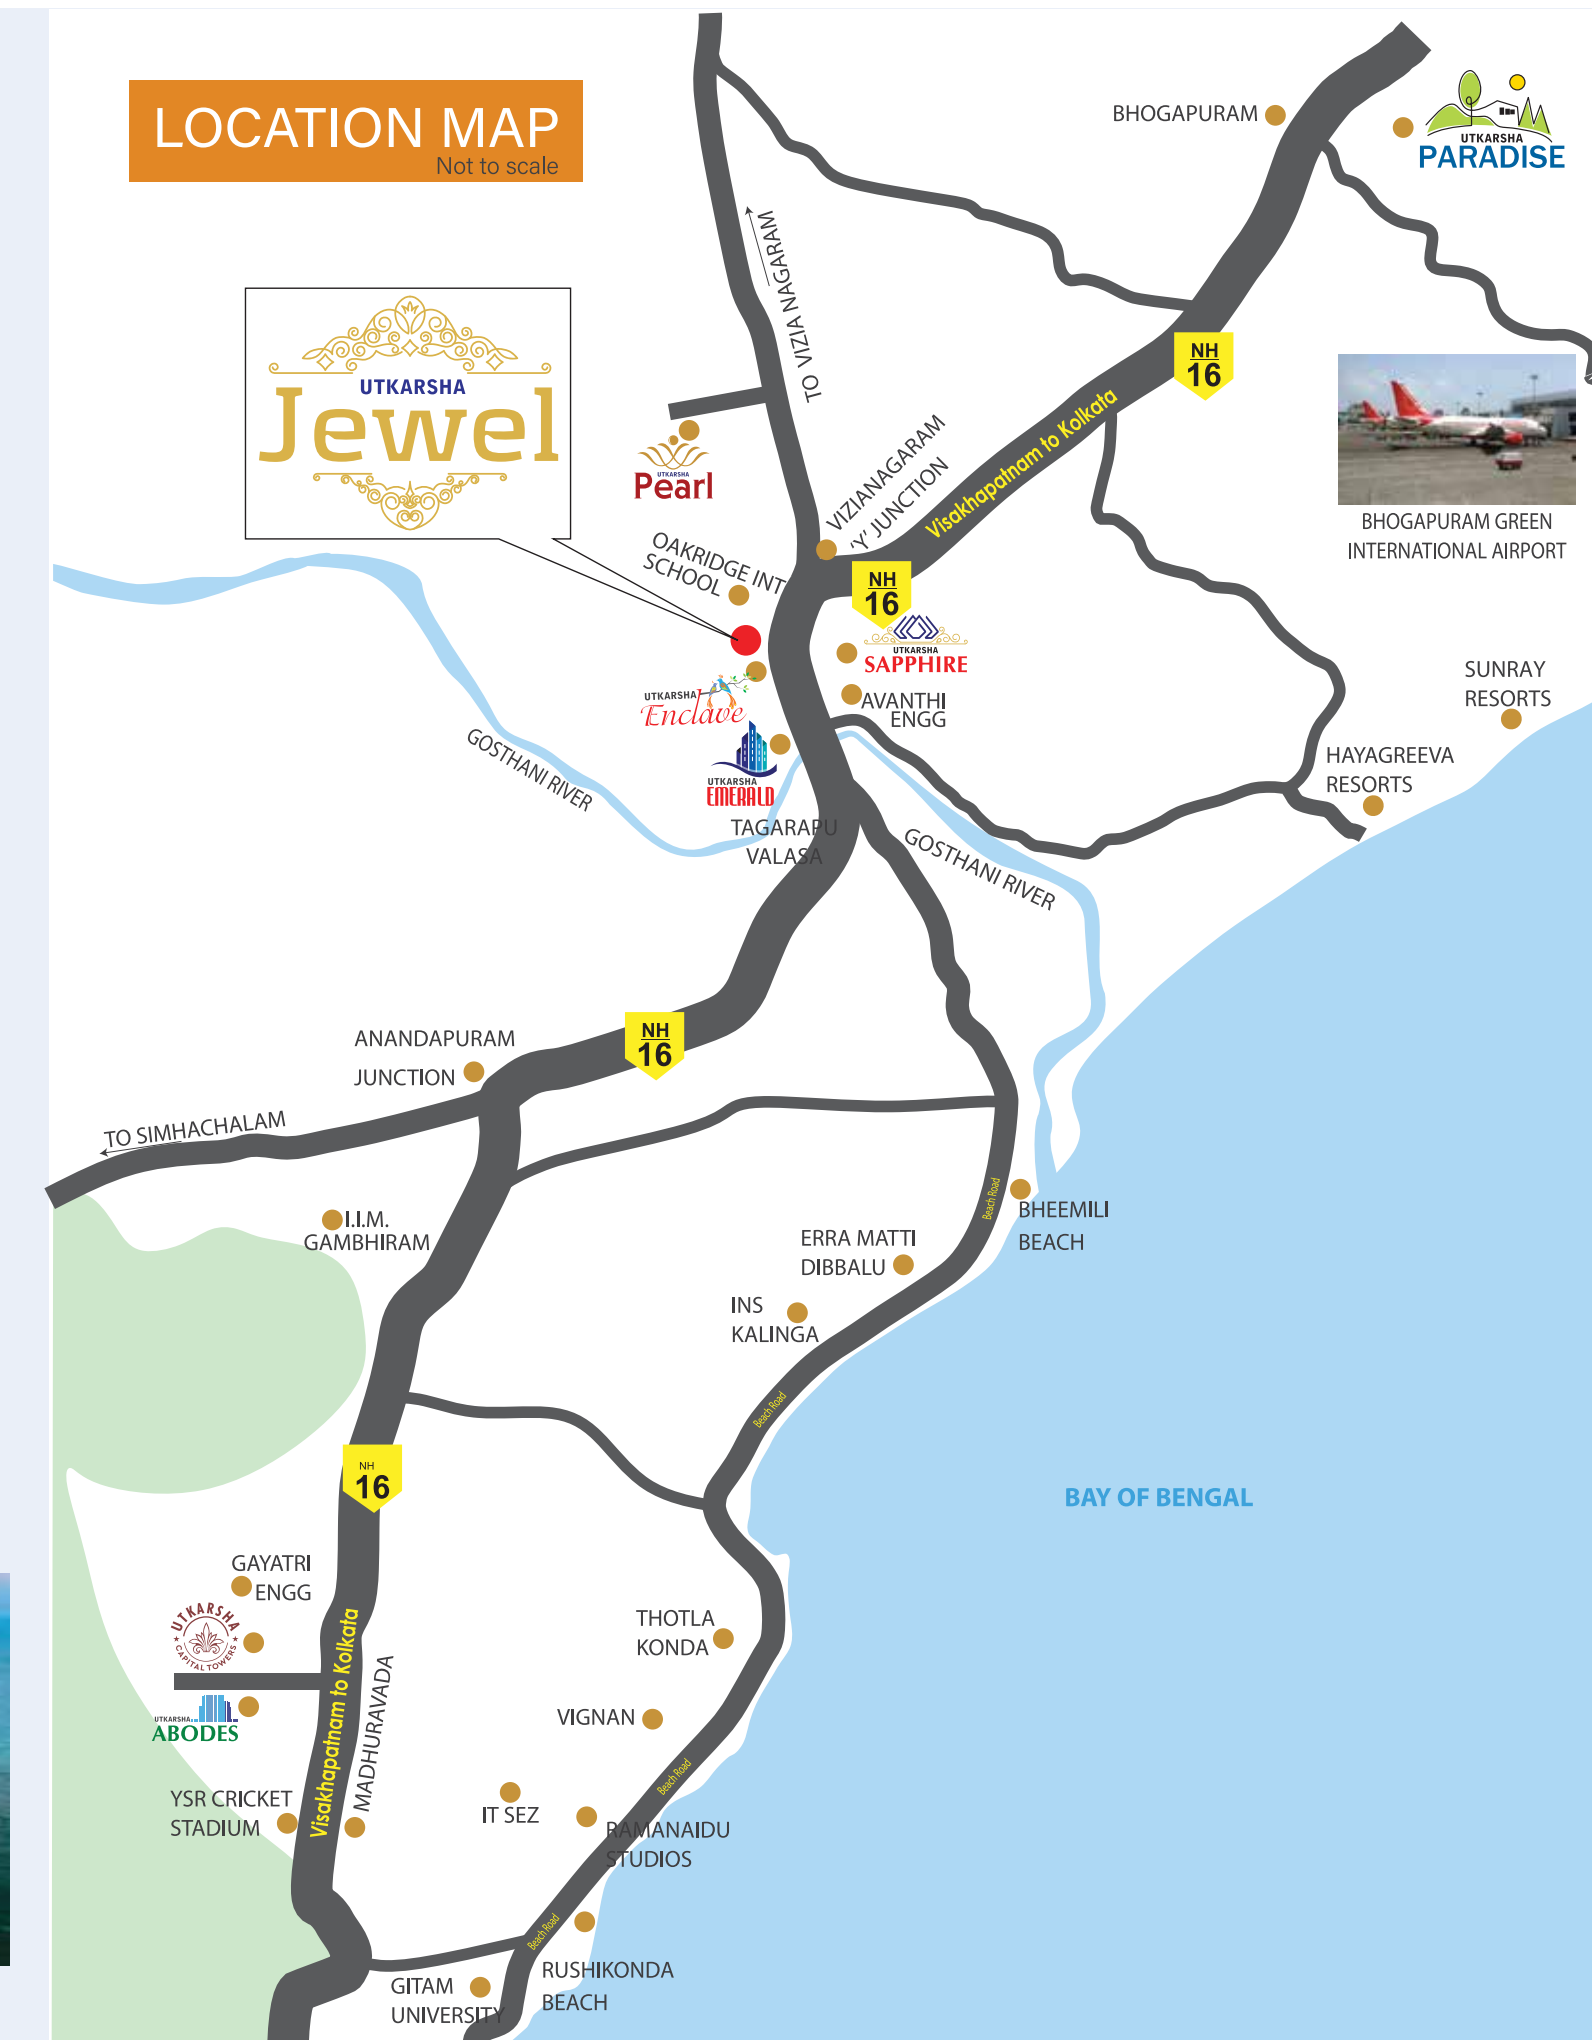 LOCATION MAP
Not to scale
BHOGAPURAM
UTKARSHA
PARADISE
TO VIZIA NAGARAM
UTKARSHA
Jewel
NH
16
Visakhapatnam to Kolkata
UTKARSHA
Pearl
VIZIANAGARAM
'Y' JUNCTION
BHOGAPURAM GREEN
INTERNATIONAL AIRPORT
OAKRIDGE INT
SCHOOL
NH
16
UTKARSHA
SAPPHIRE
UTKARSHA
Enclave
AVANTHI
ENGG
SUNRAY
RESORTS
GOSTHANI RIVER
HAYAGREEVA
RESORTS
UTKARSHA
EMERALD
TAGARAPU
VALASA
GOSTHANI RIVER
ANANDAPURAM
JUNCTION
NH
16
TO SIMHACHALAM
Beach Road
BHEEMILI
BEACH
I.I.M.
GAMBHIRAM
ERRA MATTI
DIBBALU
INS
KALINGA
Beach Road
NH
16
BAY OF BENGAL
GAYATRI
ENGG
UTKARSHA
CAPITAL TOWERS
THOTLA
KONDA
Visakhapatnam to Kolkata
MADHURAVADA
UTKARSHA
ABODES
VIGNAN
Beach Road
YSR CRICKET
STADIUM
IT SEZ
RAMANAIDU
STUDIOS
Beach Road
GITAM
UNIVERSITY
RUSHIKONDA
BEACH